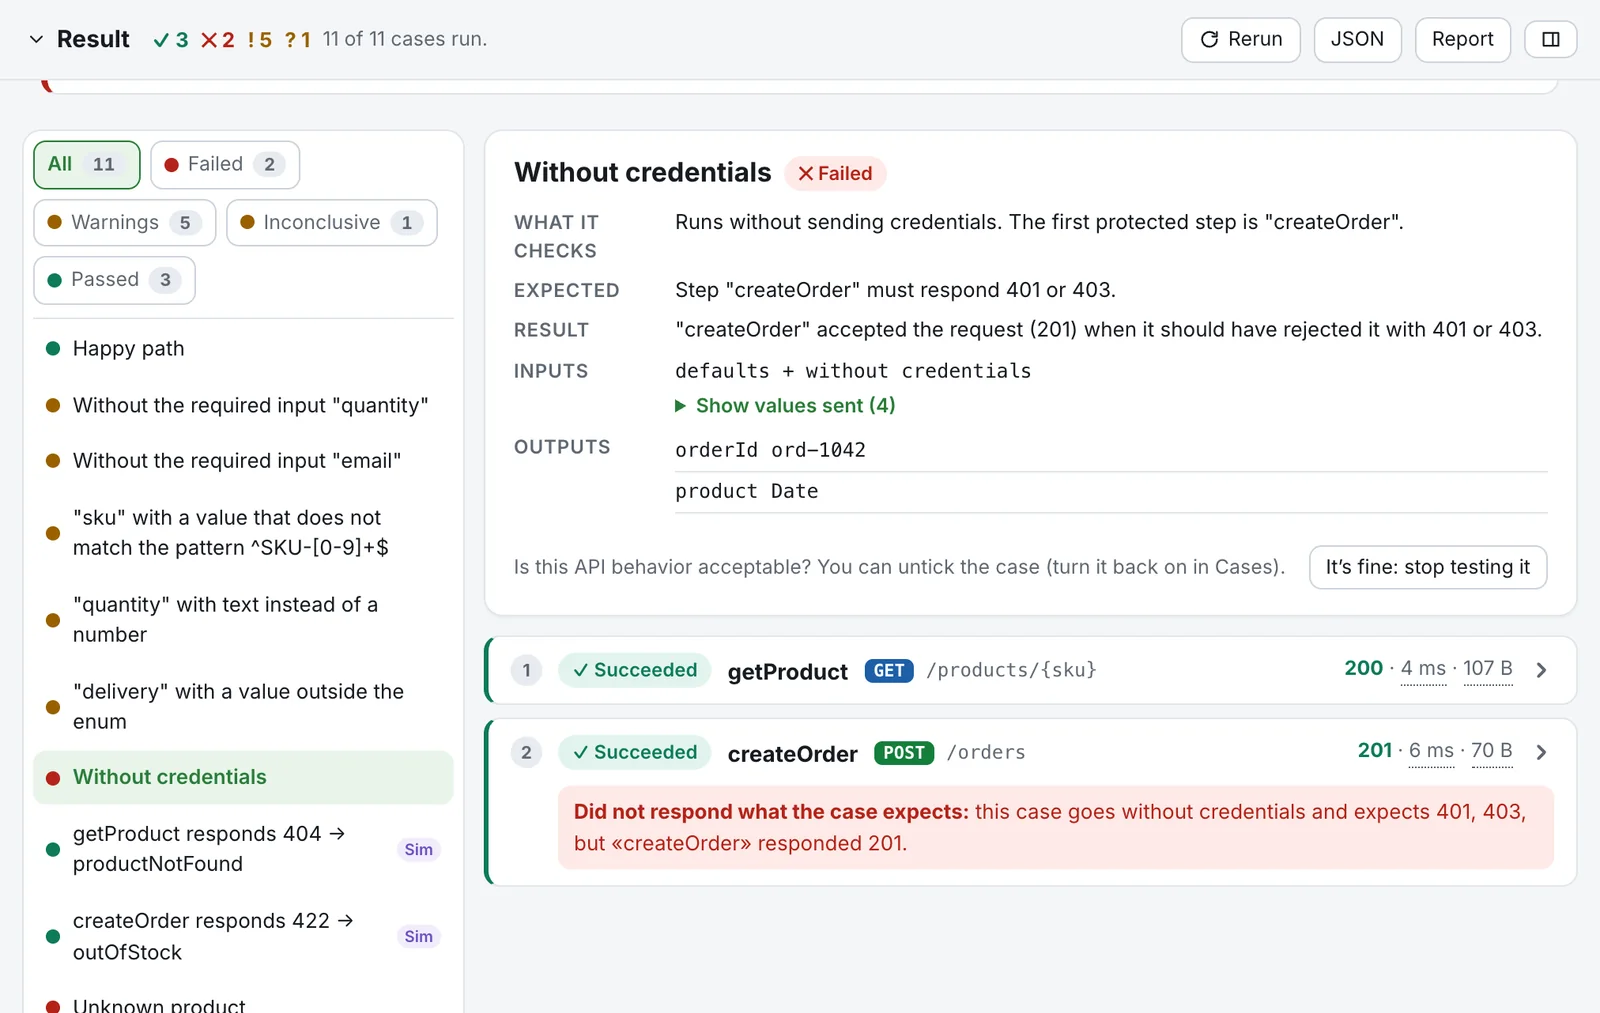 Result ✓ 3 ✕ 2 ! 5 ? 1 11 of 11 cases run.
Rerun
JSON
Report
All 11
Failed 2
Warnings 5
Inconclusive 1
Passed 3
Happy path
Without the required input "quantity"
Without the required input "email"
"sku" with a value that does not
match the pattern ^SKU-[0-9]+$
"quantity" with text instead of a
number
"delivery" with a value outside the
enum
Without credentials
getProduct responds 404 →
productNotFound
Sim
createOrder responds 422 →
outOfStock
Sim
Unknown product
Without credentials ✕ Failed
WHAT IT
CHECKS
Runs without sending credentials. The first protected step is "createOrder".
EXPECTED
Step "createOrder" must respond 401 or 403.
RESULT
"createOrder" accepted the request (201) when it should have rejected it with 401 or 403.
INPUTS
defaults + without credentials
▶ Show values sent (4)
OUTPUTS
orderId ord-1042
product Date
Is this API behavior acceptable? You can untick the case (turn it back on in Cases).
It's fine: stop testing it
1 ✓ Succeeded getProduct GET /products/{sku} 200 · 4 ms · 107 B
2 ✓ Succeeded createOrder POST /orders 201 · 6 ms · 70 B
Did not respond what the case expects: this case goes without credentials and expects 401, 403,
but «createOrder» responded 201.